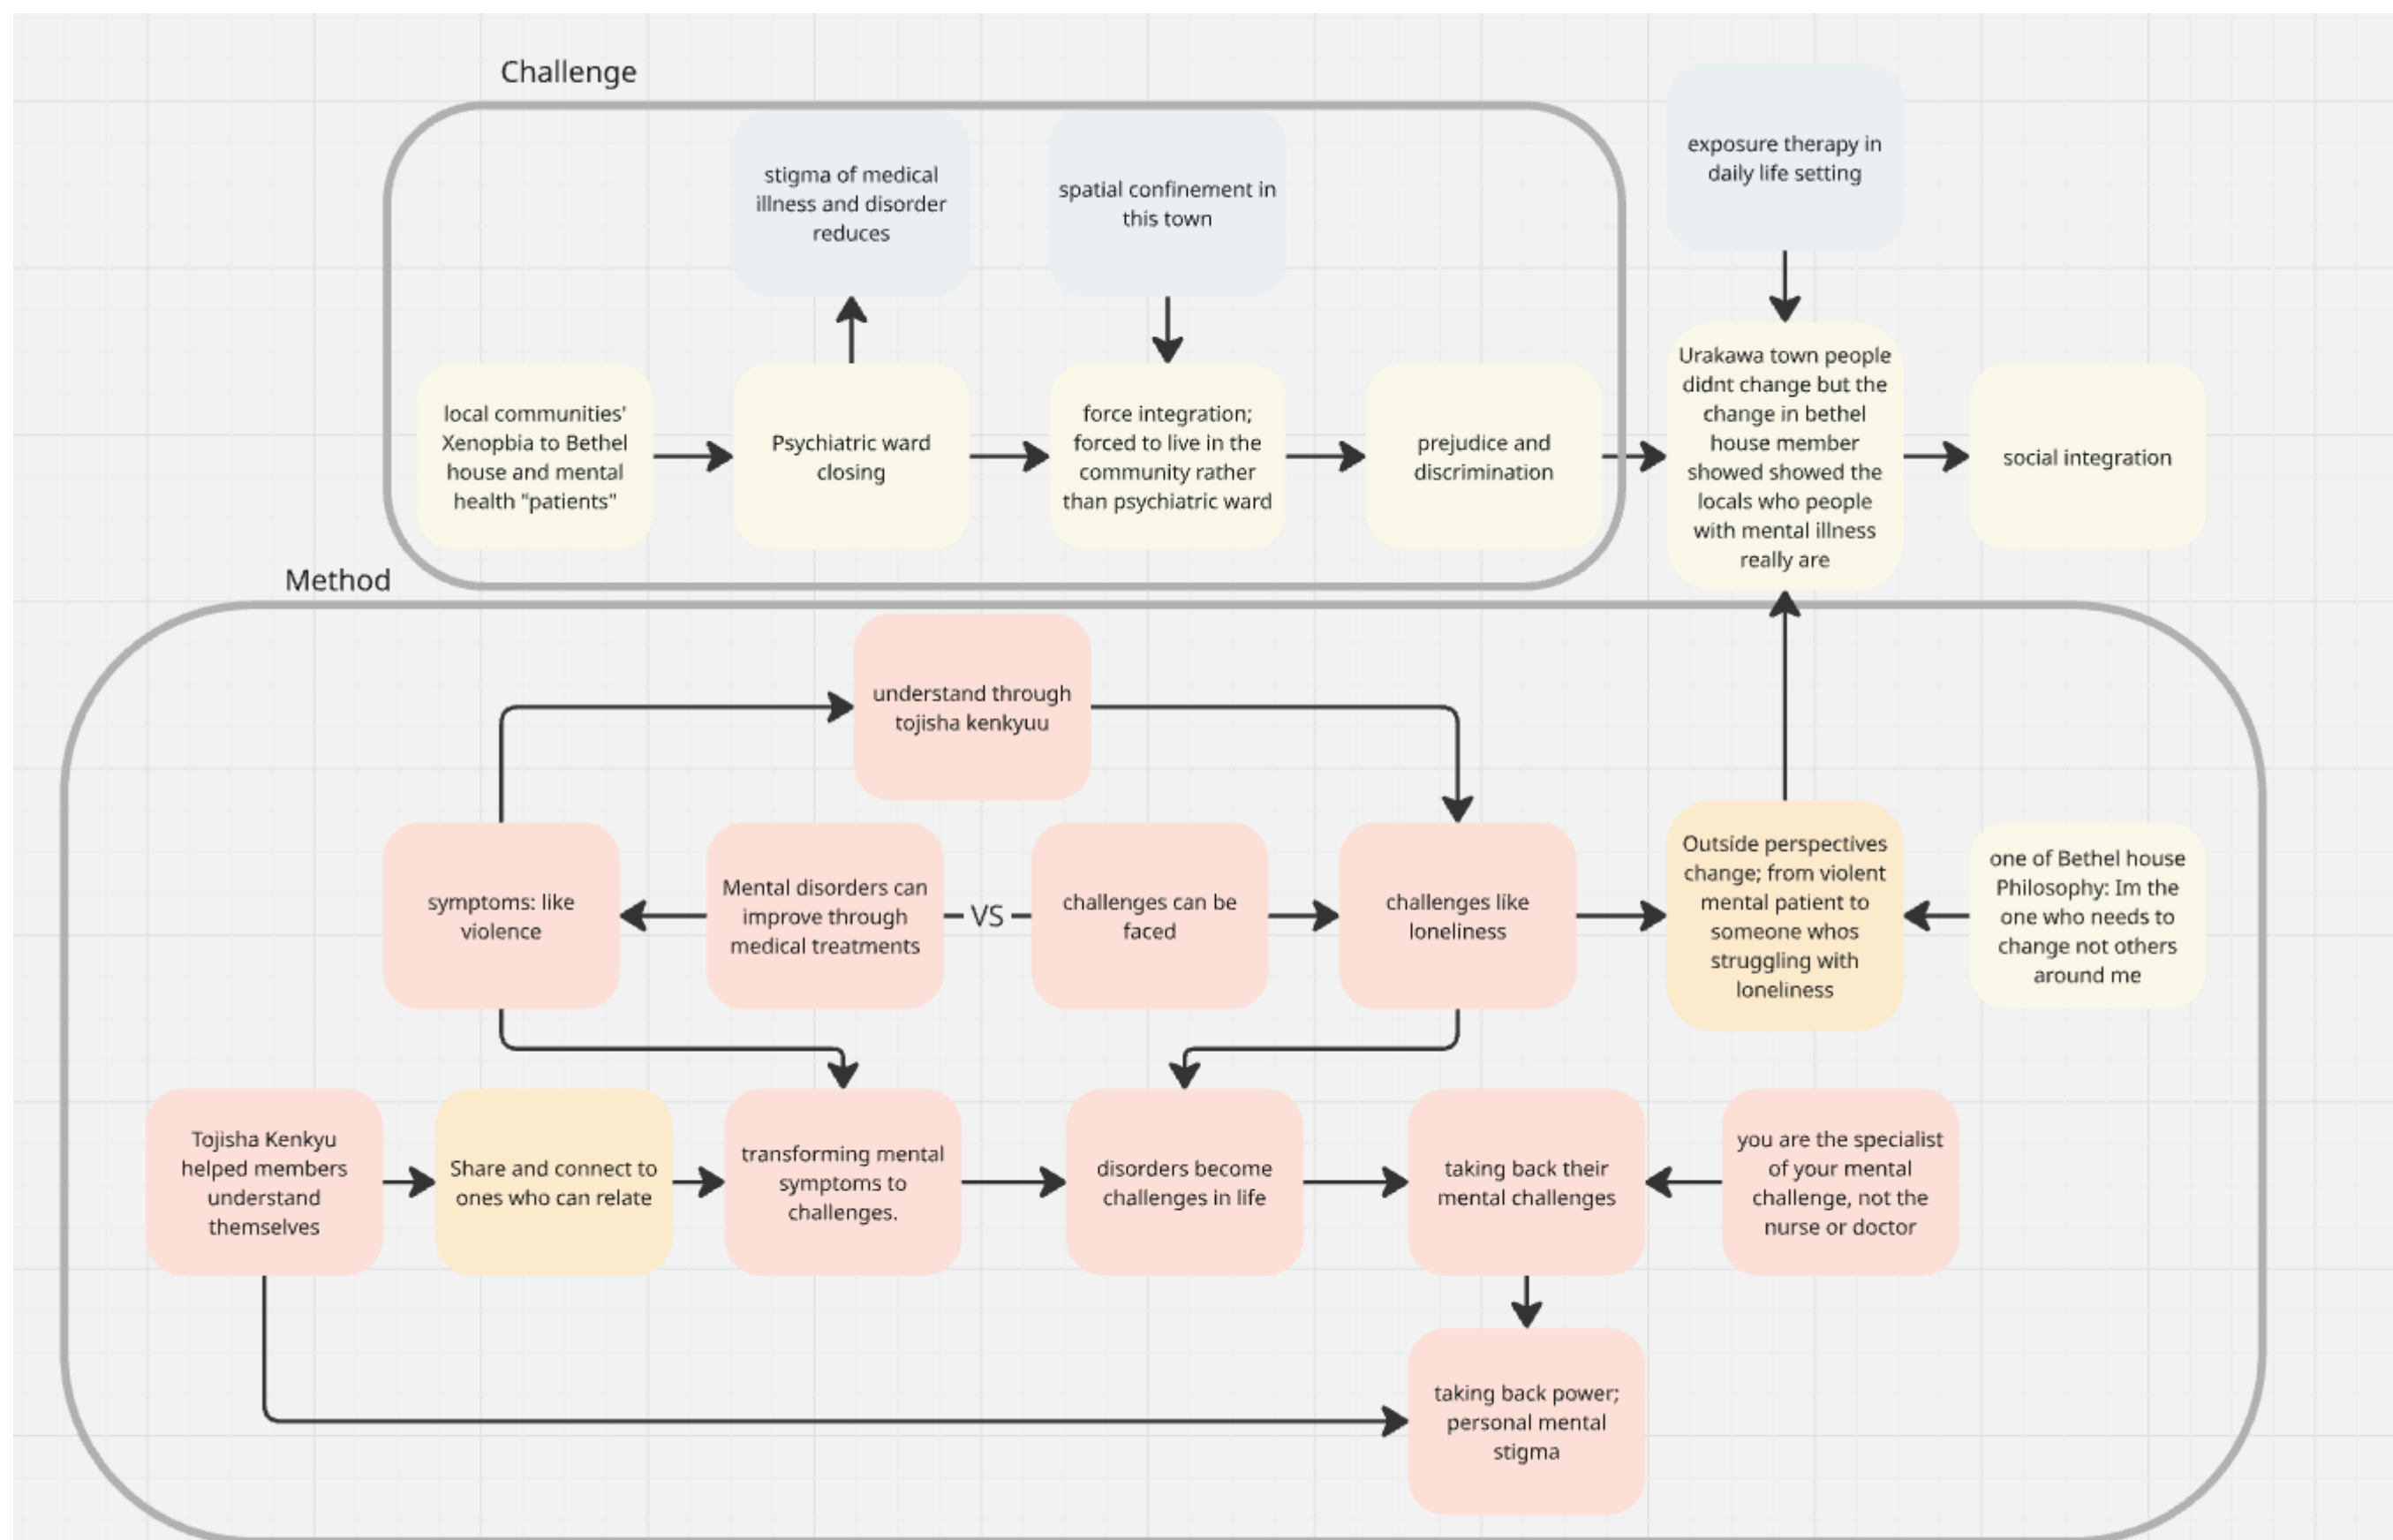 Challenge
stigma of medical
illness and disorder
reduces
spatial confinement in
this town
exposure therapy in
daily life setting
local communities'
Xenopbia to Bethel
house and mental
health "patients"
Psychiatric ward
closing
force integration;
forced to live in the
community rather
than psychiatric ward
prejudice and
discrimination
Urakawa town people
didnt change but the
change in bethel
house member
showed showed the
locals who people
with mental illness
really are
social integration
Method
understand through
tojisha kenkyuu
symptoms: like
violence
Mental disorders can
improve through
medical treatments
VS
challenges can be
faced
challenges like
loneliness
Outside perspectives
change; from violent
mental patient to
someone whos
struggling with
loneliness
one of Bethel house
Philosophy: Im the
one who needs to
change not others
around me
Tojisha Kenkyu
helped members
understand
themselves
Share and connect to
ones who can relate
transforming mental
symptoms to
challenges.
disorders become
challenges in life
taking back their
mental challenges
you are the specialist
of your mental
challenge, not the
nurse or doctor
taking back power;
personal mental
stigma